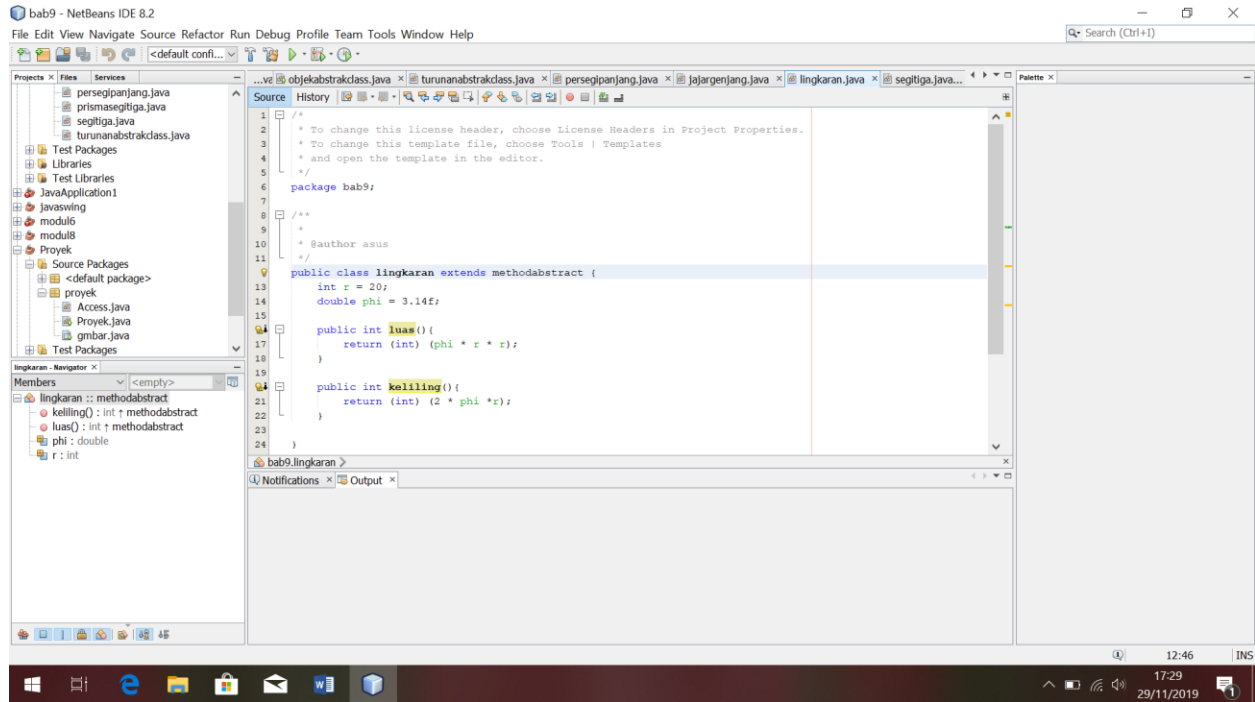 bab9 - NetBeans IDE 8.2
File Edit View Navigate Source Refactor Run Debug Profile Team Tools Window Help
Search (Ctrl+I)
<default confi...
Projects Files Services
persegipanjang.java
prismasegitiga.java
segitiga.java
turunanabstrakclass.java
Test Packages
Libraries
Test Libraries
JavaApplication1
javaswing
modul6
modul8
Proyek
Source Packages
<default package>
proyek
Access.java
Proyek.java
gmbar.java
Test Packages
lingkaran - Navigator
Members <empty>
lingkaran :: methodabstract
keliling() : int ↑ methodabstract
luas() : int ↑ methodabstract
phi : double
r : int
...va objekabstrakclass.java turunanabstrakclass.java persegipanjang.java jajargenjang.java lingkaran.java segitiga.java...
Source History
1 /*
2 * To change this license header, choose License Headers in Project Properties.
3 * To change this template file, choose Tools | Templates
4 * and open the template in the editor.
5 */
6 package bab9;
7
8 /**
9 *
10 * @author asus
11 */
public class lingkaran extends methodabstract {
13 int r = 20;
14 double phi = 3.14f;
15
public int luas(){
17 return (int) (phi * r * r);
18 }
19
public int keliling(){
21 return (int) (2 * phi *r);
22 }
23
24 }
bab9.lingkaran
Notifications Output
Palette
12:46 INS
17:29
29/11/2019